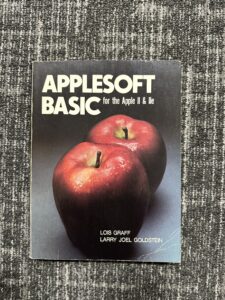 APPLESOFT
BASIC for the Apple II & IIe
LOIS GRAFF
LARRY JOEL GOLDSTEIN